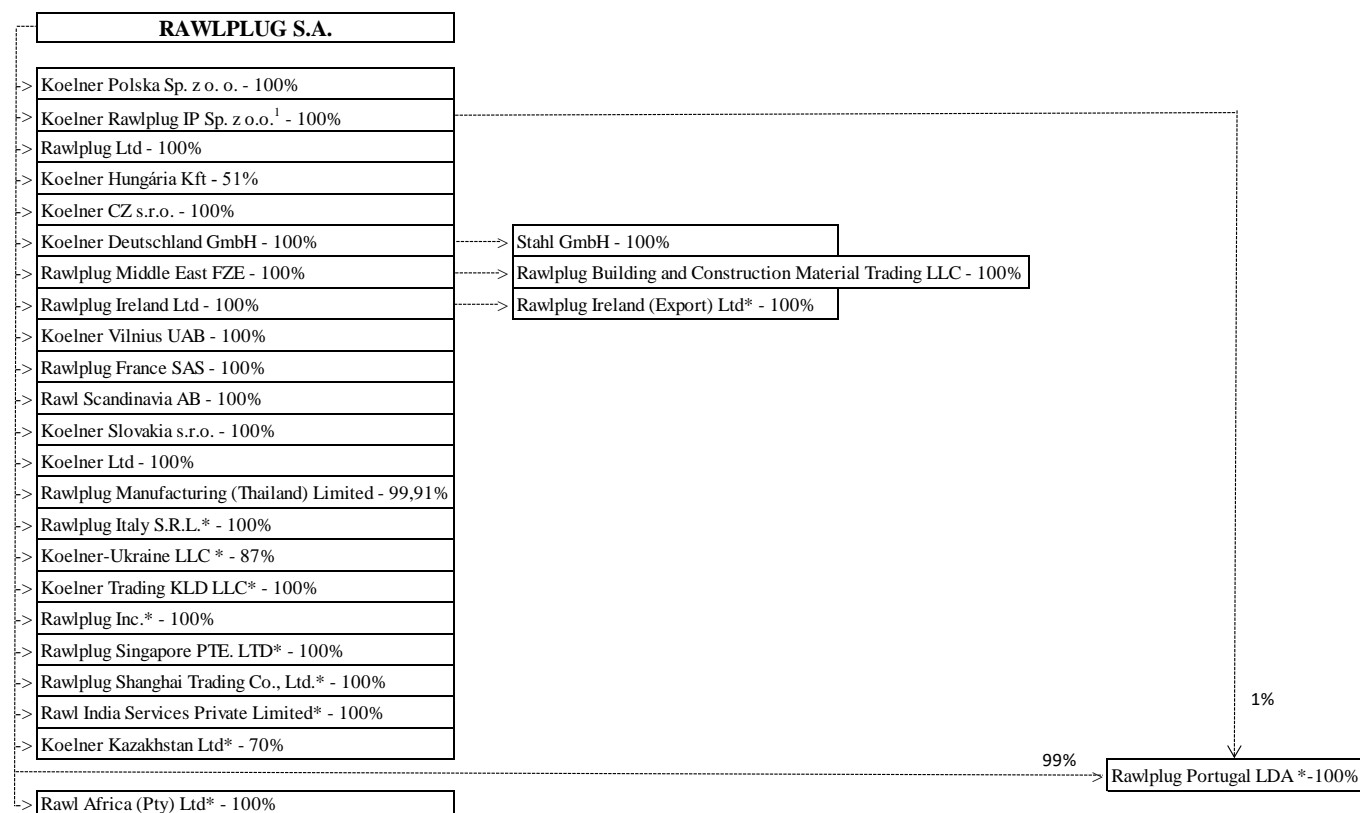 RAWLPLUG S.A.
-> Koelner Polska Sp. z o. o. - 100%
-> Koelner Rawlplug IP Sp. z o.o.¹ - 100%
-> Rawlplug Ltd - 100%
-> Koelner Hungária Kft - 51%
-> Koelner CZ s.r.o. - 100%
-> Koelner Deutschland GmbH - 100% -> Stahl GmbH - 100%
-> Rawlplug Middle East FZE - 100% -> Rawlplug Building and Construction Material Trading LLC - 100%
-> Rawlplug Ireland Ltd - 100% -> Rawlplug Ireland (Export) Ltd* - 100%
-> Koelner Vilnius UAB - 100%
-> Rawlplug France SAS - 100%
-> Rawl Scandinavia AB - 100%
-> Koelner Slovakia s.r.o. - 100%
-> Koelner Ltd - 100%
-> Rawlplug Manufacturing (Thailand) Limited - 99,91%
-> Rawlplug Italy S.R.L.* - 100%
-> Koelner-Ukraine LLC * - 87%
-> Koelner Trading KLD LLC* - 100%
-> Rawlplug Inc.* - 100%
-> Rawlplug Singapore PTE. LTD* - 100%
-> Rawlplug Shanghai Trading Co., Ltd.* - 100%
-> Rawl India Services Private Limited* - 100%
1%
-> Koelner Kazakhstan Ltd* - 70%
99%
> Rawlplug Portugal LDA *-100%
-> Rawl Africa (Pty) Ltd* - 100%